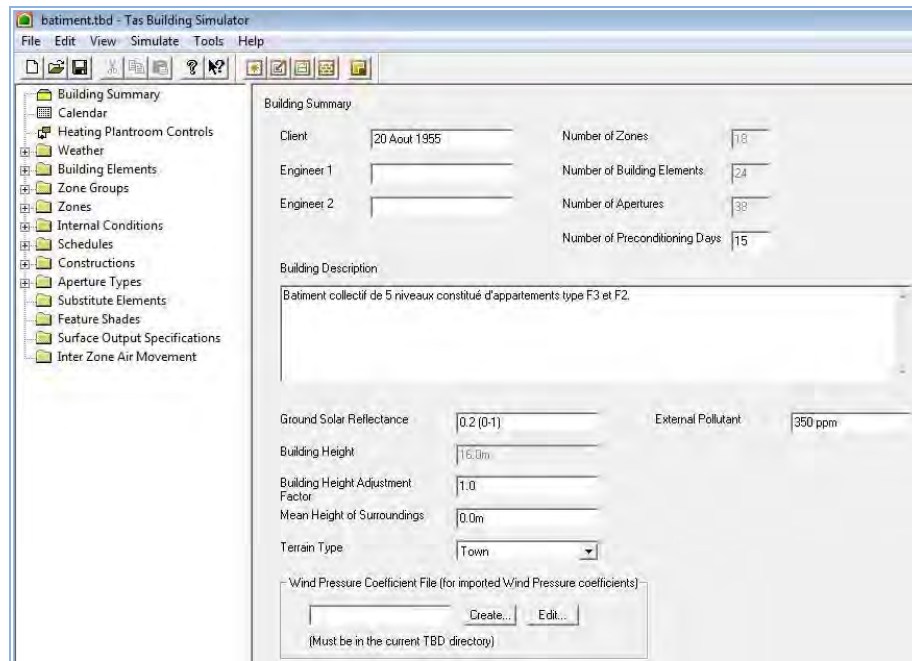 batiment.tbd - Tas Building Simulator
File Edit View Simulate Tools Help
Building Summary
Calendar
Heating Plantroom Controls
Weather
Building Elements
Zone Groups
Zones
Internal Conditions
Schedules
Constructions
Aperture Types
Substitute Elements
Feature Shades
Surface Output Specifications
Inter Zone Air Movement
Building Summary
Client 20 Aout 1955 Number of Zones 18
Engineer 1 Number of Building Elements 24
Engineer 2 Number of Apertures 38
Number of Preconditioning Days 15
Building Description
Batiment collectif de 5 niveaux constitué d'appartements type F3 et F2.
Ground Solar Reflectance 0.2 (0-1) External Pollutant 350 ppm
Building Height 16.0m
Building Height Adjustment
Factor 1.0
Mean Height of Surroundings 0.0m
Terrain Type Town
Wind Pressure Coefficient File (for imported Wind Pressure coefficients)
Create... Edit...
(Must be in the current TBD directory)